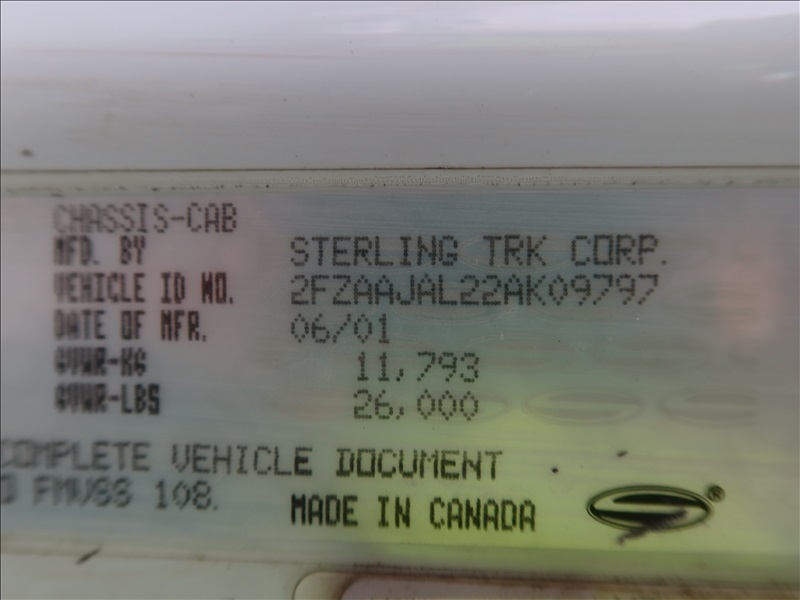 CHASSIS-CAB
MFD. BY STERLING TRK CORP.
VEHICLE ID NO. 2FZAAJAL22AK09797
DATE OF MFR. 06/01
GVWR-KG 11,793
GVWR-LBS 26,000
COMPLETE VEHICLE DOCUMENT
FMVSS 108.
MADE IN CANADA
®